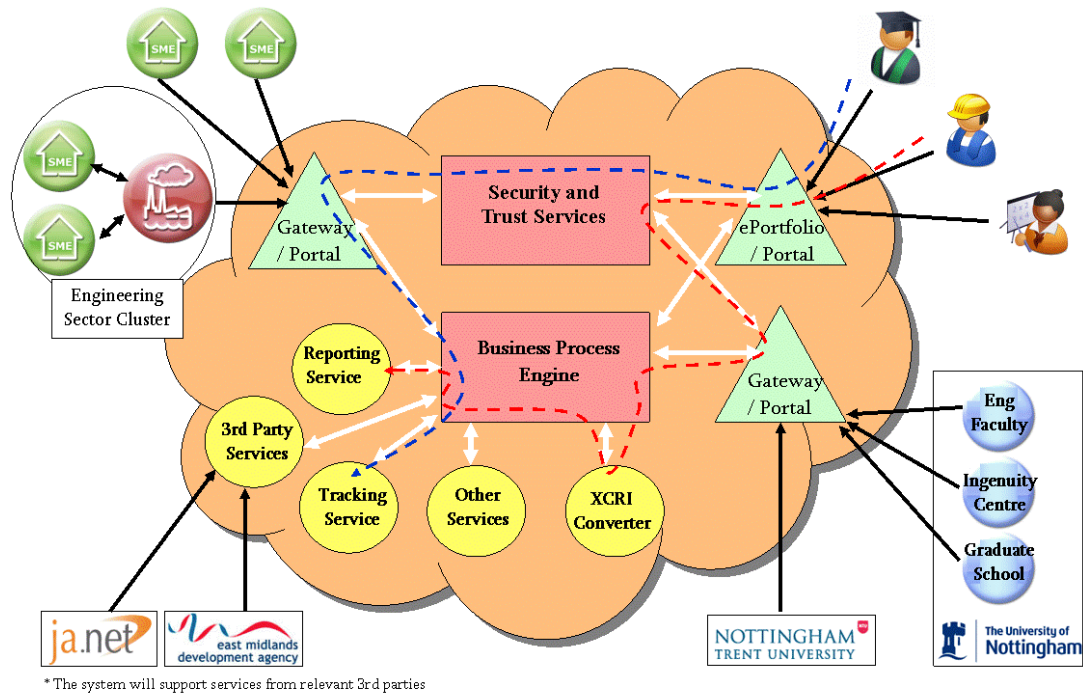 SME
SME
SME
SME
Engineering
Sector Cluster
Gateway
/ Portal
Security and
Trust Services
ePortfolio
/ Portal
Business Process
Engine
Gateway
/ Portal
Reporting
Service
3rd Party
Services
Tracking
Service
Other
Services
XCRI
Converter
Eng
Faculty
Ingenuity
Centre
Graduate
School
ja.net
east midlands
development agency
NOTTINGHAM
TRENT UNIVERSITY
The University of
Nottingham
* The system will support services from relevant 3rd parties